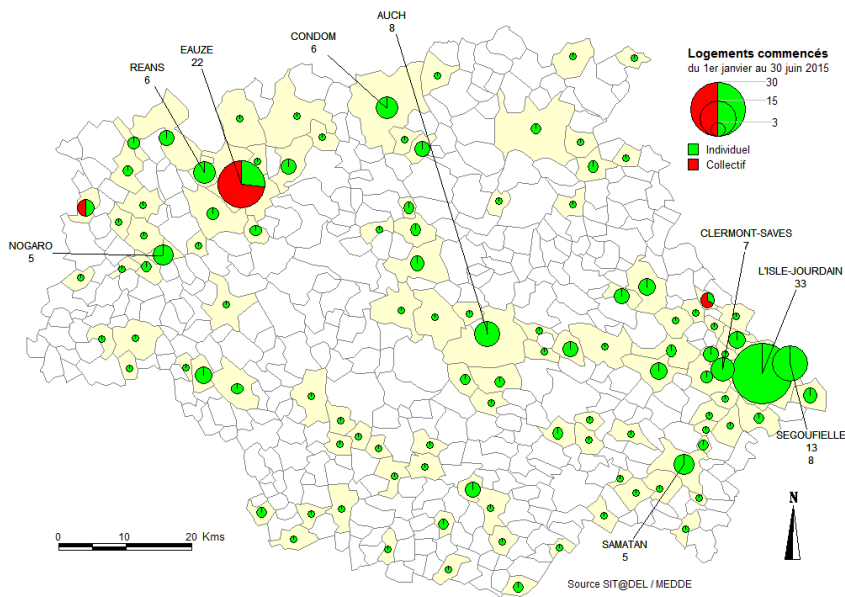 AUCH
8
CONDOM
6
EAUZE
22
REANS
6
Logements commencés
du 1er janvier au 30 juin 2015
30
15
3
Individuel
Collectif
CLERMONT-SAVES
7
L'ISLE-JOURDAIN
33
NOGARO
5
SEGOUFIELLE
13
8
SAMATAN
5
N
0 10 20 Kms
Source SIT@DEL / MEDDE